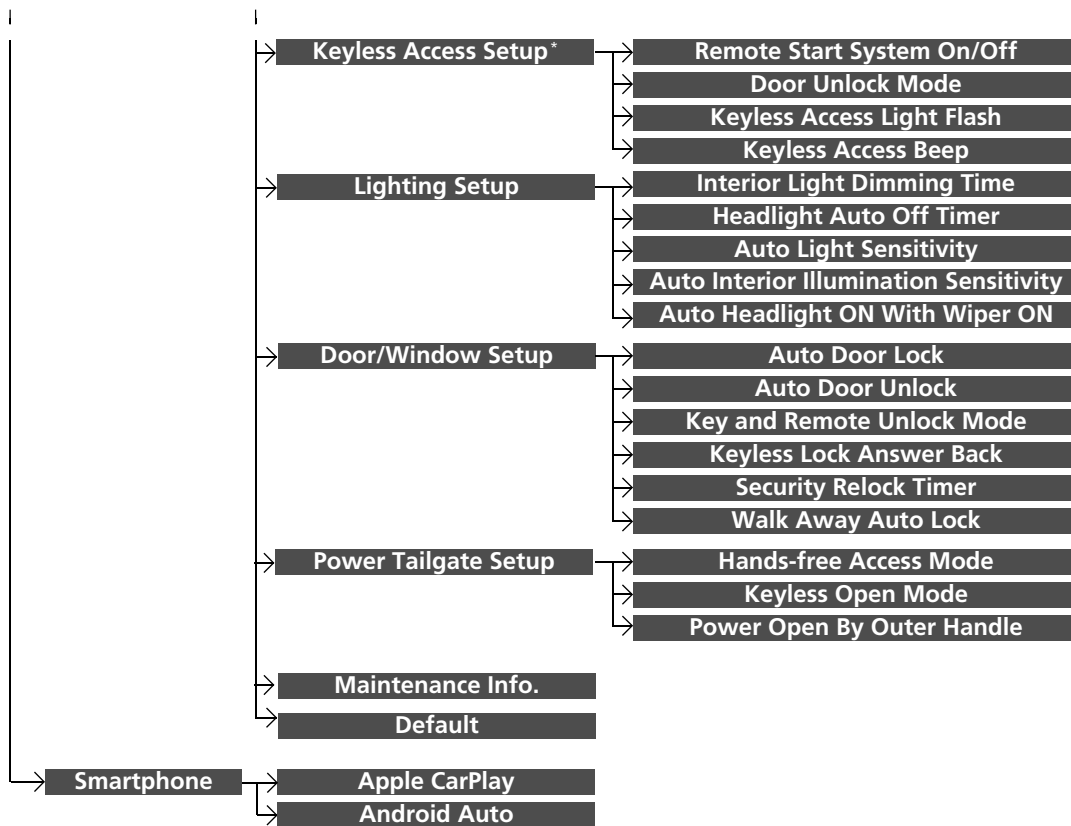 Keyless Access Setup*
Remote Start System On/Off
Door Unlock Mode
Keyless Access Light Flash
Keyless Access Beep
Lighting Setup
Interior Light Dimming Time
Headlight Auto Off Timer
Auto Light Sensitivity
Auto Interior Illumination Sensitivity
Auto Headlight ON With Wiper ON
Door/Window Setup
Auto Door Lock
Auto Door Unlock
Key and Remote Unlock Mode
Keyless Lock Answer Back
Security Relock Timer
Walk Away Auto Lock
Power Tailgate Setup
Hands-free Access Mode
Keyless Open Mode
Power Open By Outer Handle
Maintenance Info.
Default
Smartphone
Apple CarPlay
Android Auto